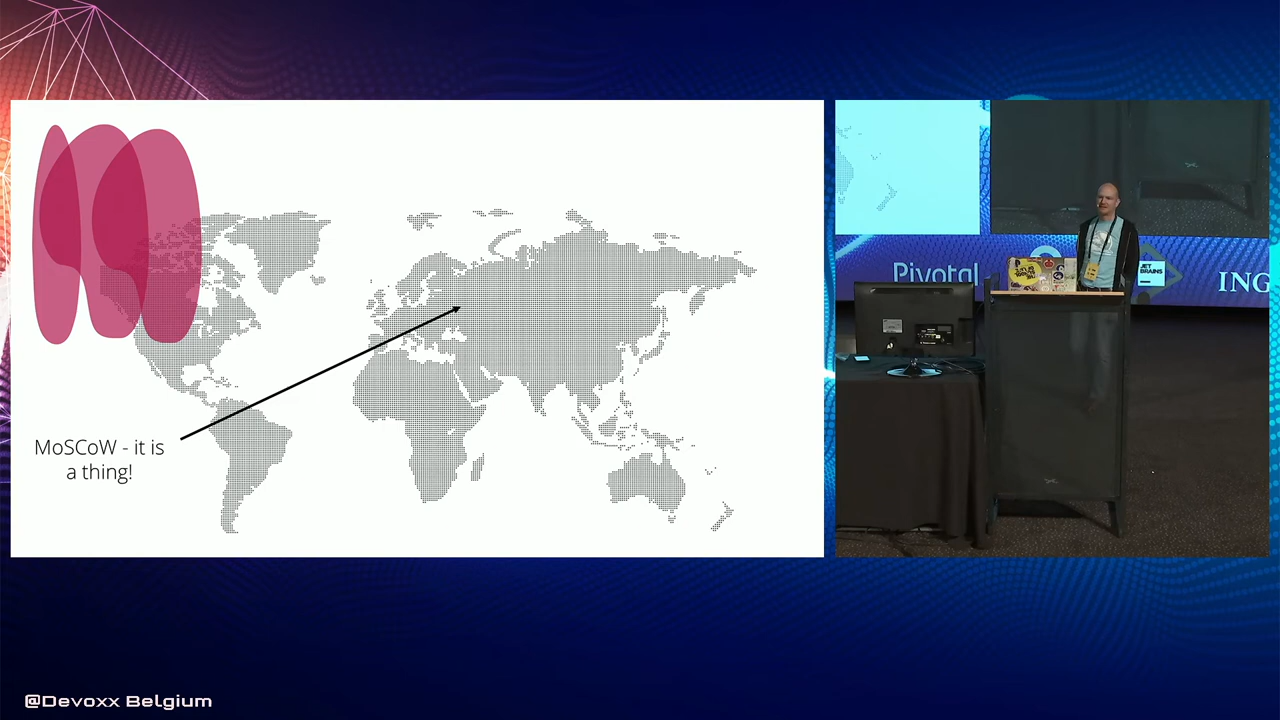 MoSCoW - it is
a thing!
Pivotal
JET
BRAINS
ING
@Devoxx Belgium